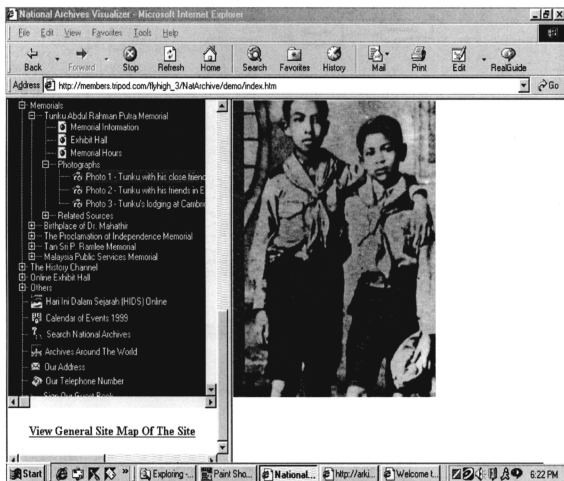 National Archives Visualizer - Microsoft Internet Explorer
File Edit View Favorites Tools Help
Back Forward Stop Refresh Home Search Favorites History Mail Print Edit RealGuide
Address http://members.tripod.com/flyhigh_3/NatArchive/demo/index.htm Go
Memorials
Tunku Abdul Rahman Putra Memorial
Memorial Information
Exhibit Hall
Memorial Hours
Photographs
Photo 1 - Tunku with his close frienc
Photo 2 - Tunku with his friends in E
Photo 3 - Tunku's lodging at Cambri
Related Sources
Birthplace of Dr. Mahathir
The Proclamation of Independence Memorial
Tan Sri P. Ramlee Memorial
Malaysia Public Services Memorial
The History Channel
Online Exhibit Hall
Others
Hari Ini Dalam Sejarah (HIDS) Online
Calendar of Events 1999
Search National Archives
Archives Around The World
Our Address
Our Telephone Number
Sign Our Guest Book
View General Site Map Of The Site
Start » Exploring -... Paint Sho... National... http://arki... Welcome t... 6:22 PM